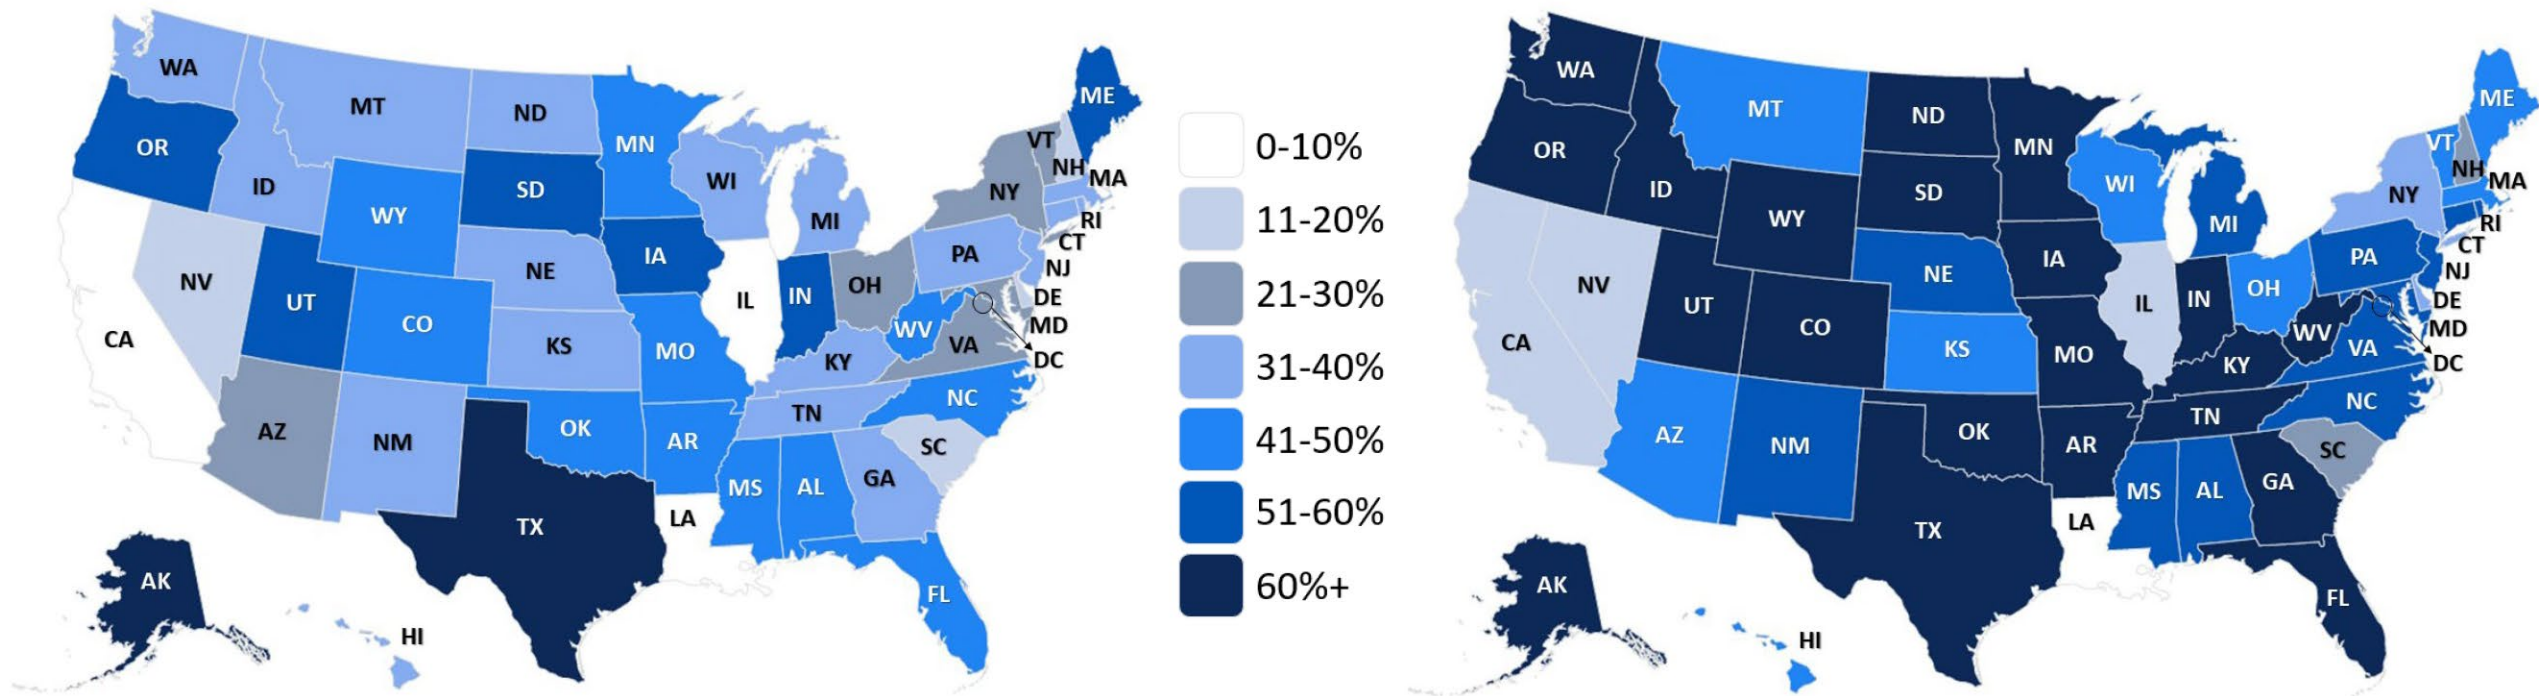 WA
MT
ND
MN
ME
OR
ID
WY
SD
WI
MI
VT
NH
MA
NY
RI
CT
NV
UT
CO
NE
IA
IL
IN
OH
PA
NJ
DE
MD
DC
CA
KS
MO
KY
WV
VA
AZ
NM
OK
AR
TN
NC
SC
TX
LA
MS
AL
GA
FL
AK
HI
0-10%
11-20%
21-30%
31-40%
41-50%
51-60%
60%+
WA
MT
ND
MN
ME
OR
ID
WY
SD
WI
MI
VT
NH
MA
NY
RI
CT
NV
UT
CO
NE
IA
IL
IN
OH
PA
NJ
DE
MD
DC
CA
KS
MO
KY
WV
VA
AZ
NM
OK
AR
TN
NC
SC
TX
LA
MS
AL
GA
FL
AK
HI